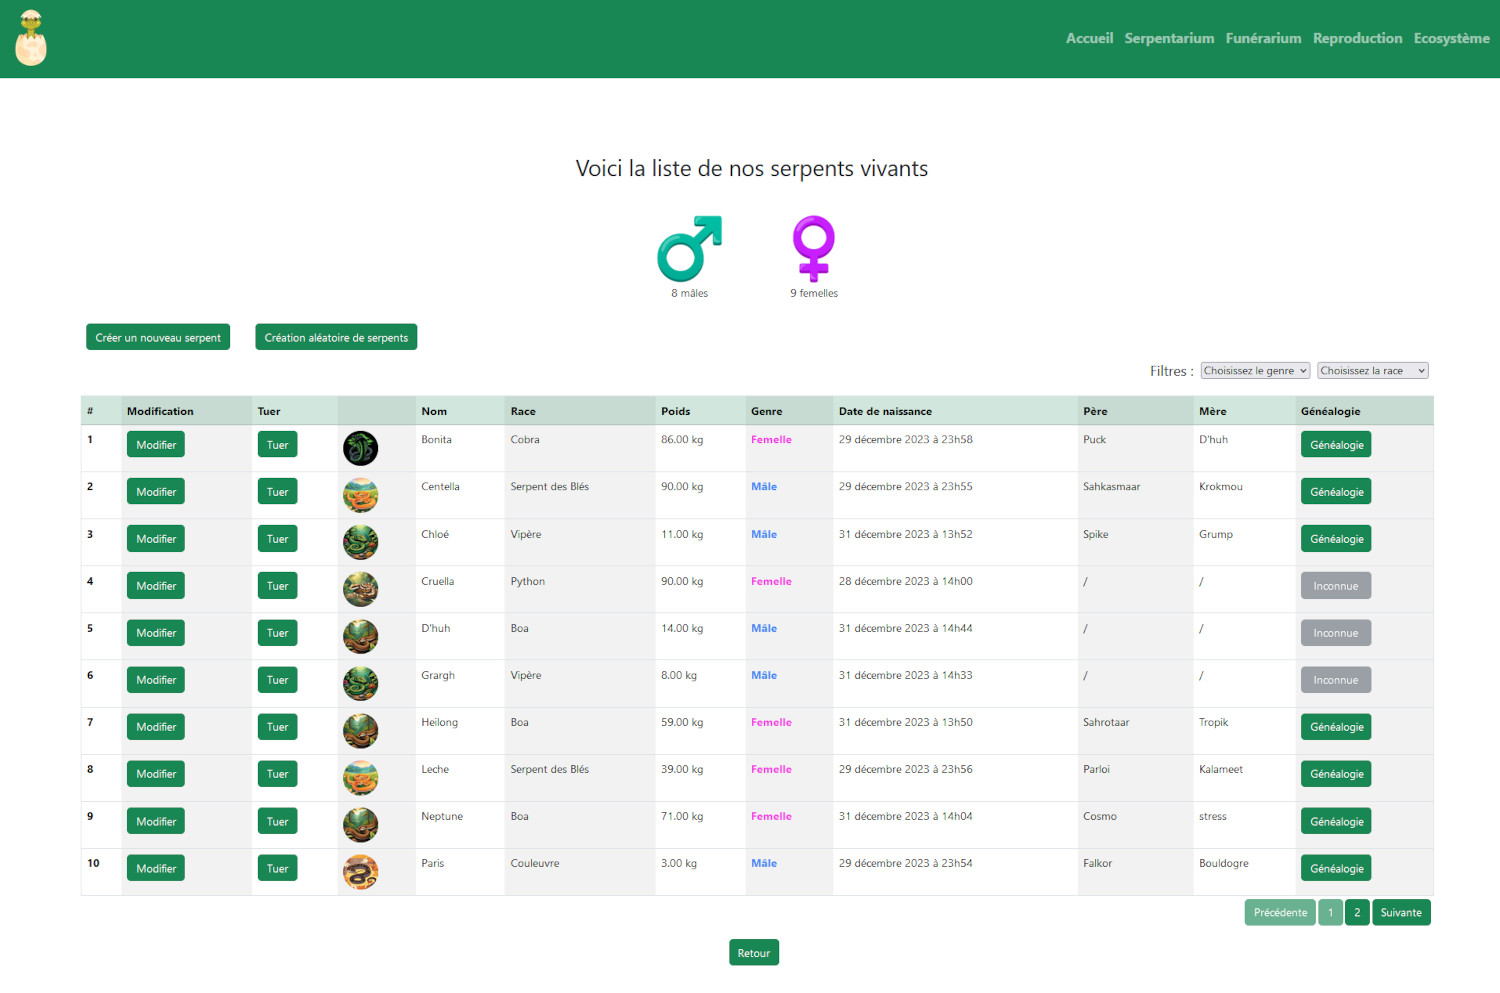 Accueil Serpentarium Funérarium Reproduction Ecosystème
Voici la liste de nos serpents vivants
8 mâles 9 femelles
Créer un nouveau serpent Création aléatoire de serpents
Filtres : Choisissez le genre Choisissez la race
# Modification Tuer Nom Race Poids Genre Date de naissance Père Mère Généalogie
1 Modifier Tuer Bonita Cobra 86.00 kg Femelle 29 décembre 2023 à 23h58 Puck D'huh Généalogie
2 Modifier Tuer Centella Serpent des Blés 90.00 kg Mâle 29 décembre 2023 à 23h55 Sahkasmaar Krokmou Généalogie
3 Modifier Tuer Chloé Vipère 11.00 kg Mâle 31 décembre 2023 à 13h52 Spike Grump Généalogie
4 Modifier Tuer Cruella Python 90.00 kg Femelle 28 décembre 2023 à 14h00 / / Inconnue
5 Modifier Tuer D'huh Boa 14.00 kg Mâle 31 décembre 2023 à 14h44 / / Inconnue
6 Modifier Tuer Grargh Vipère 8.00 kg Mâle 31 décembre 2023 à 14h33 / / Inconnue
7 Modifier Tuer Heilong Boa 59.00 kg Femelle 31 décembre 2023 à 13h50 Sahrotaar Tropik Généalogie
8 Modifier Tuer Leche Serpent des Blés 39.00 kg Femelle 29 décembre 2023 à 23h56 Parloi Kalameet Généalogie
9 Modifier Tuer Neptune Boa 71.00 kg Femelle 31 décembre 2023 à 14h04 Cosmo stress Généalogie
10 Modifier Tuer Paris Couleuvre 3.00 kg Mâle 29 décembre 2023 à 23h54 Falkor Bouldogre Généalogie
Précédente 1 2 Suivante
Retour